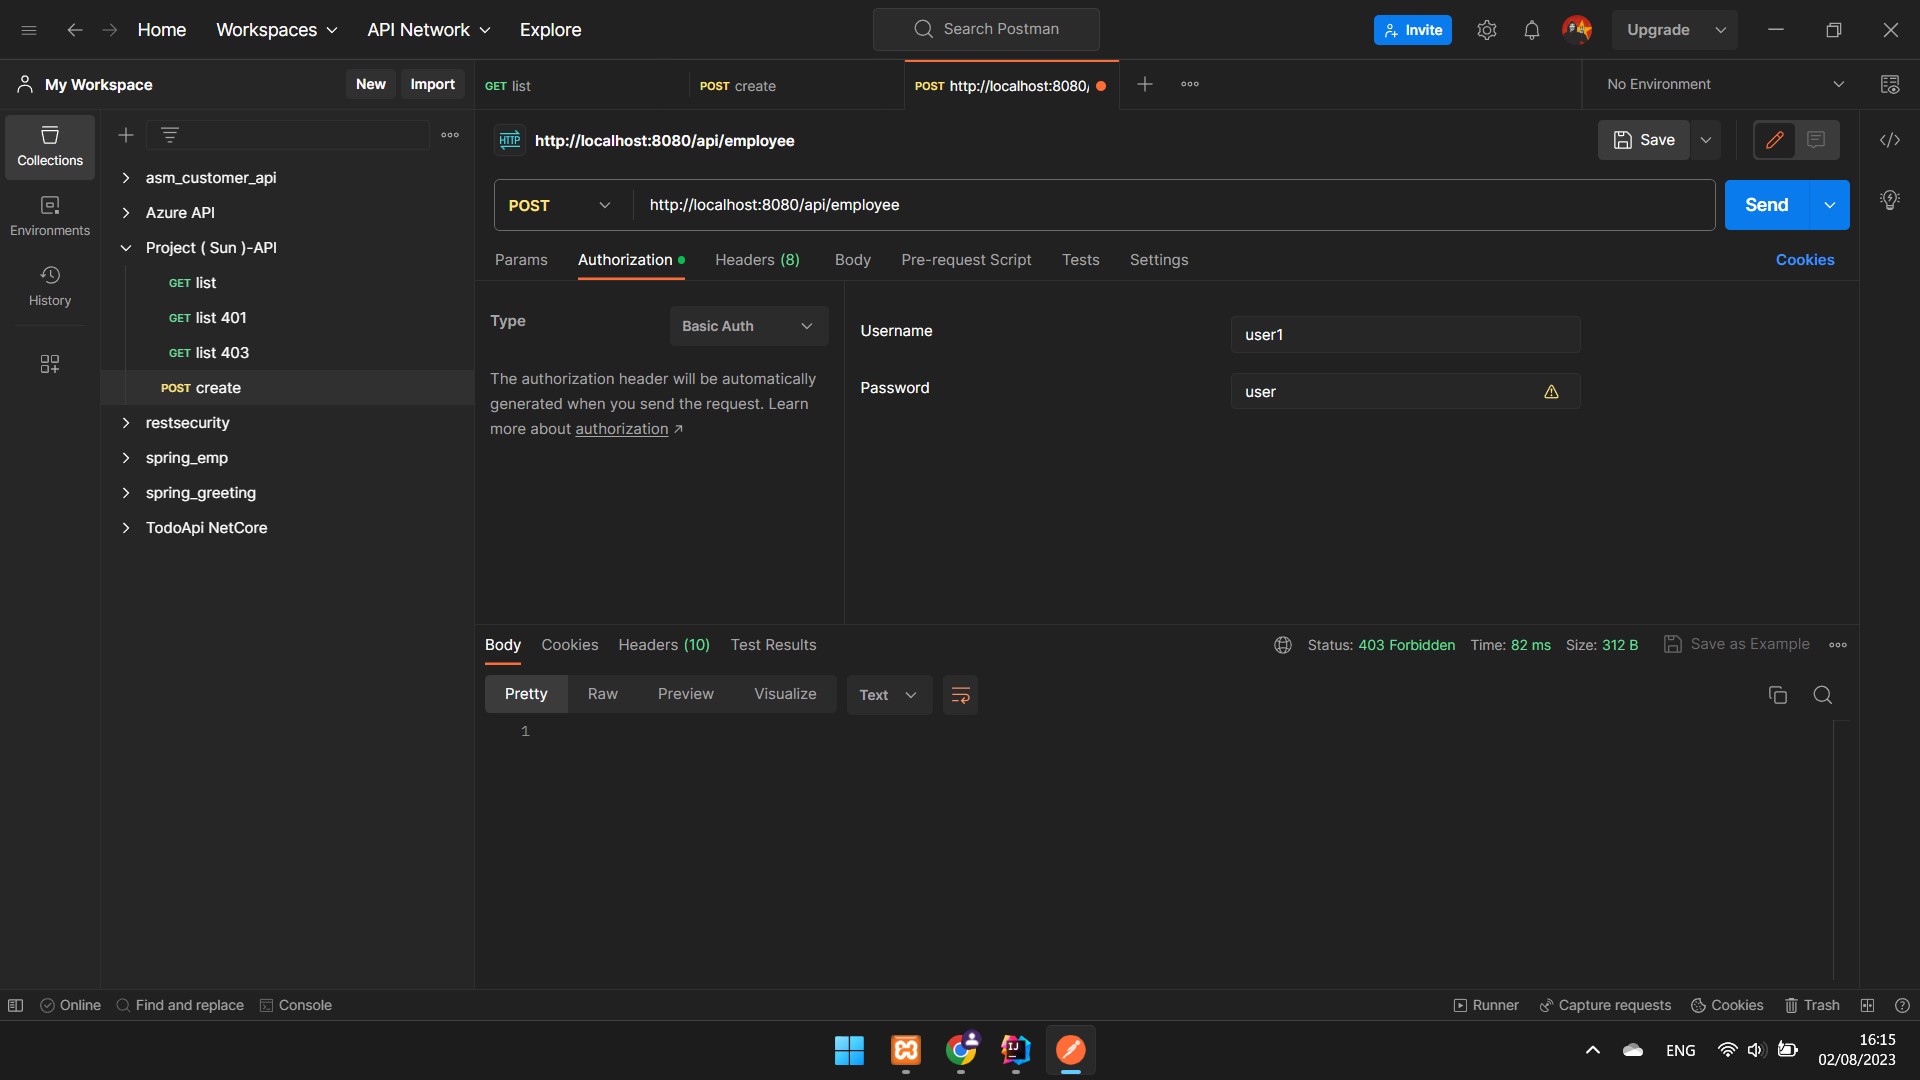 Home Workspaces API Network Explore Search Postman Invite Upgrade
My Workspace New Import GET list POST create POST http://localhost:8080/ No Environment
HTTP http://localhost:8080/api/employee Save
POST http://localhost:8080/api/employee Send
Params Authorization Headers (8) Body Pre-request Script Tests Settings Cookies
Collections
Environments
History
asm_customer_api
Azure API
Project ( Sun )-API
GET list
GET list 401
GET list 403
POST create
restsecurity
spring_emp
spring_greeting
TodoApi NetCore
Type Basic Auth
The authorization header will be automatically
generated when you send the request. Learn
more about authorization
Username user1
Password user
Body Cookies Headers (10) Test Results Status: 403 Forbidden Time: 82 ms Size: 312 B Save as Example
Pretty Raw Preview Visualize Text
1
Online Find and replace Console Runner Capture requests Cookies Trash
IJ
ENG
16:15
02/08/2023